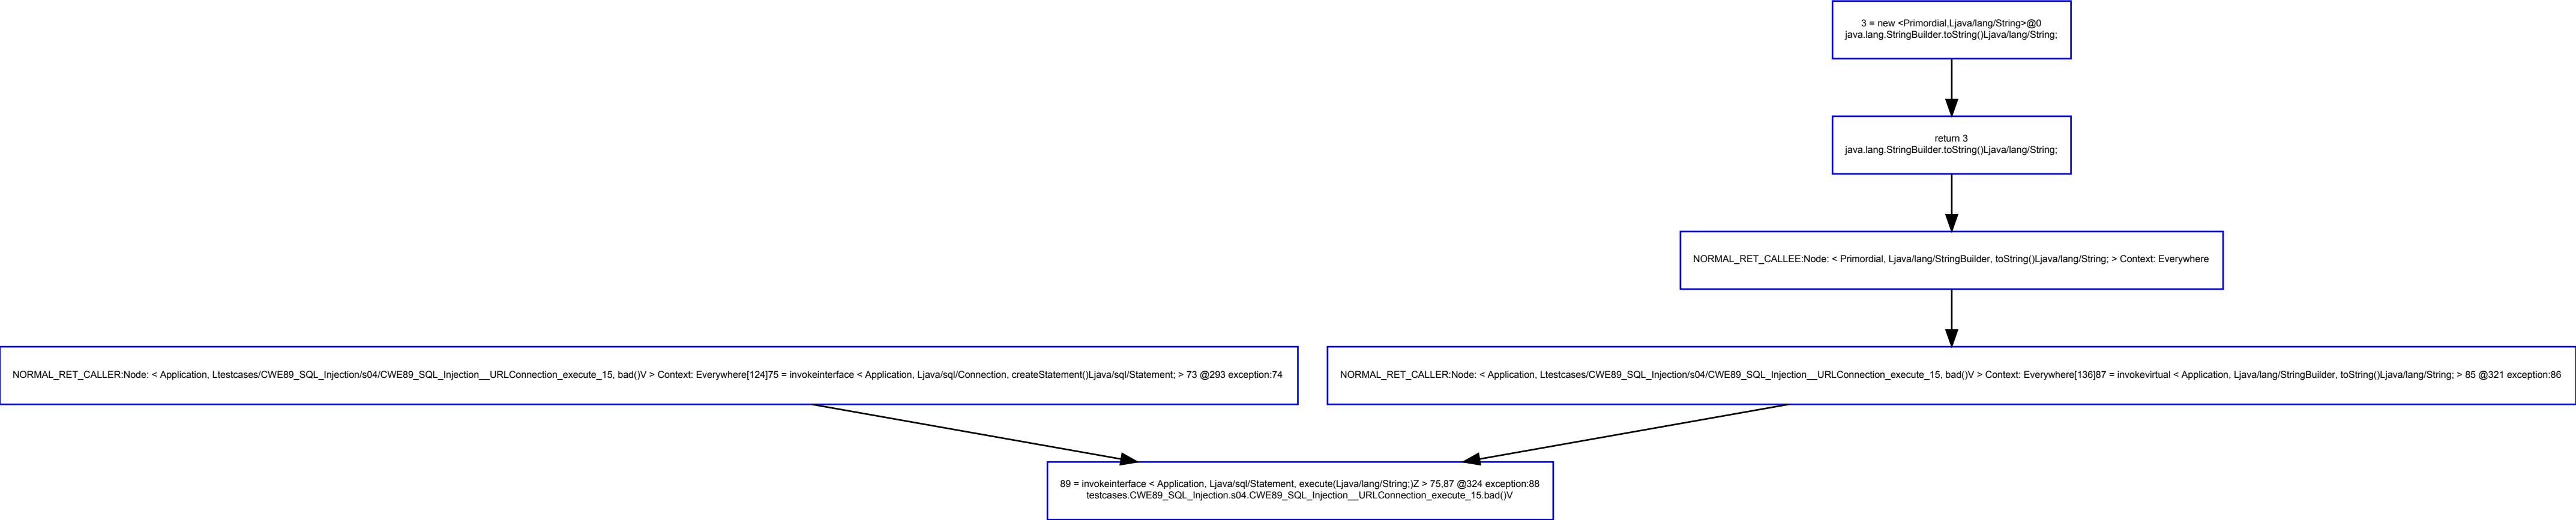 3 = new <Primordial,Ljava/lang/String>@0
java.lang.StringBuilder.toString()Ljava/lang/String;
return 3
java.lang.StringBuilder.toString()Ljava/lang/String;
NORMAL_RET_CALLEE:Node: < Primordial, Ljava/lang/StringBuilder, toString()Ljava/lang/String; > Context: Everywhere
NORMAL_RET_CALLER:Node: < Application, Ltestcases/CWE89_SQL_Injection/s04/CWE89_SQL_Injection__URLConnection_execute_15, bad()V > Context: Everywhere[124]75 = invokeinterface < Application, Ljava/sql/Connection, createStatement()Ljava/sql/Statement; > 73 @293 exception:74
NORMAL_RET_CALLER:Node: < Application, Ltestcases/CWE89_SQL_Injection/s04/CWE89_SQL_Injection__URLConnection_execute_15, bad()V > Context: Everywhere[136]87 = invokevirtual < Application, Ljava/lang/StringBuilder, toString()Ljava/lang/String; > 85 @321 exception:86
89 = invokeinterface < Application, Ljava/sql/Statement, execute(Ljava/lang/String;)Z > 75,87 @324 exception:88
testcases.CWE89_SQL_Injection.s04.CWE89_SQL_Injection__URLConnection_execute_15.bad()V